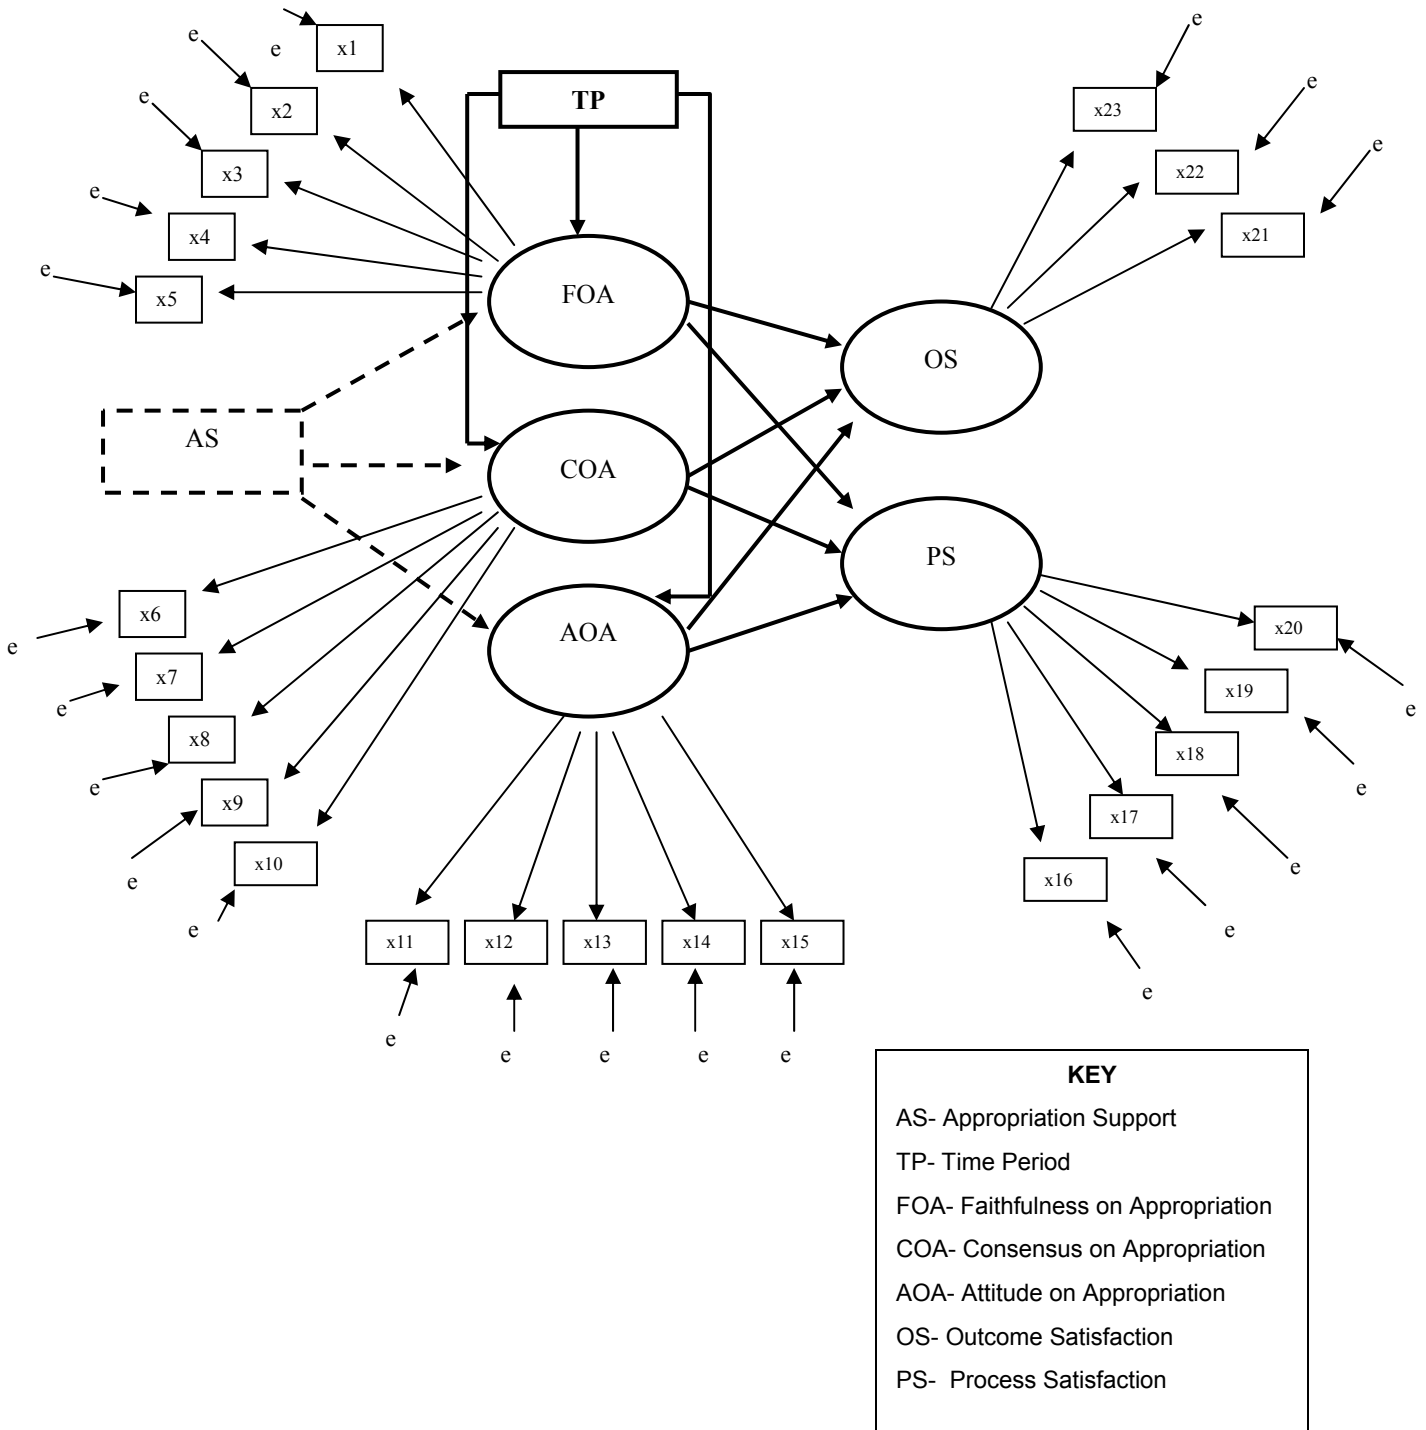 e
x1
e
x2
e
x3
e
x4
e
x5
TP
FOA
AS
COA
AOA
OS
PS
e
x23
e
x22
e
x21
x6
e
x7
e
x8
e
x9
e
x10
e
x11
x12
x13
x14
x15
e
e
e
e
e
x20
e
x19
e
x18
e
x17
e
x16
e
KEY
AS- Appropriation Support
TP- Time Period
FOA- Faithfulness on Appropriation
COA- Consensus on Appropriation
AOA- Attitude on Appropriation
OS- Outcome Satisfaction
PS- Process Satisfaction